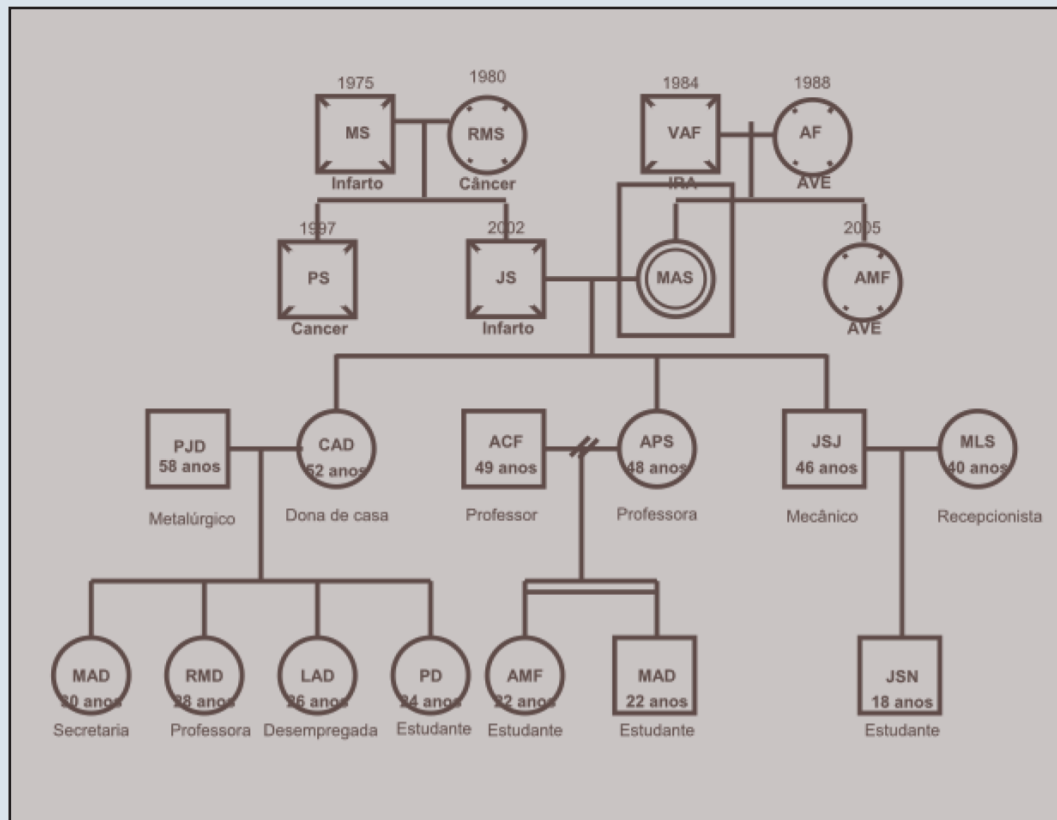 1975
1980
1984
1988
MS
RMS
VAF
AF
Infarto
Câncer
IRA
AVE
1997
2002
2005
PS
JS
MAS
AMF
Cancer
Infarto
AVE
PJD
58 anos
CAD
52 anos
ACF
49 anos
APS
48 anos
JSJ
46 anos
MLS
40 anos
Metalúrgico
Dona de casa
Professor
Professora
Mecânico
Recepcionista
MAD
30 anos
RMD
28 anos
LAD
26 anos
PD
24 anos
AMF
22 anos
MAD
22 anos
JSN
18 anos
Secretaria
Professora
Desempregada
Estudante
Estudante
Estudante
Estudante